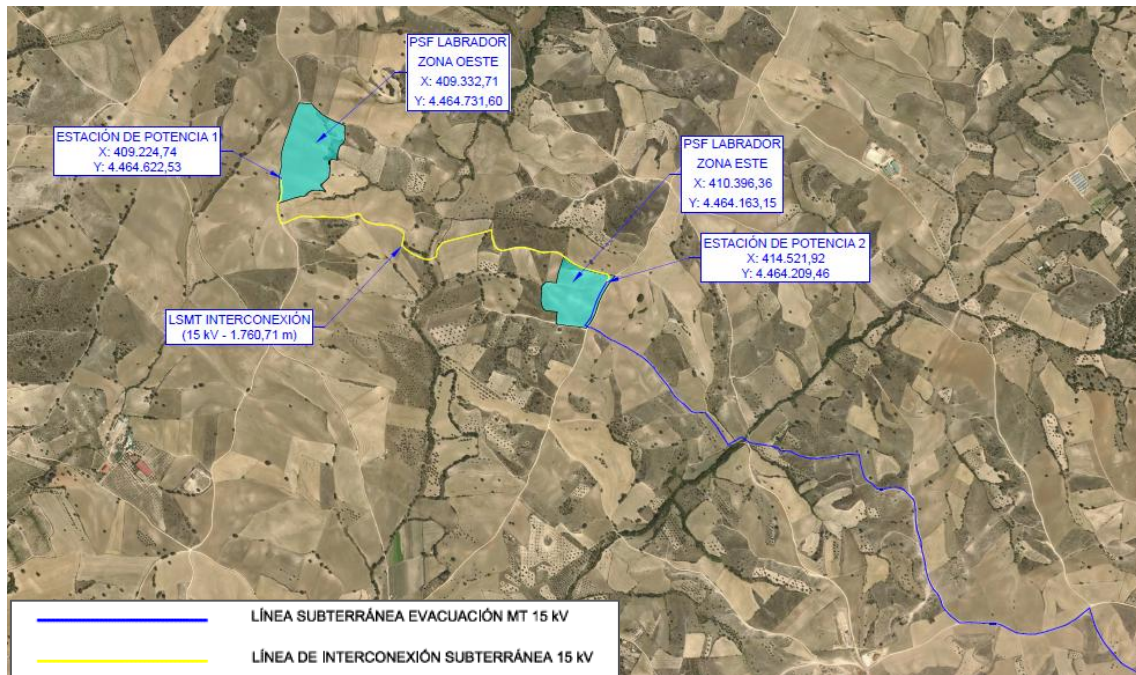 PSF LABRADOR
ZONA OESTE
X: 409.332,71
Y: 4.464.731,60
ESTACIÓN DE POTENCIA 1
X: 409.224,74
Y: 4.464.622,53
PSF LABRADOR
ZONA ESTE
X: 410.396,36
Y: 4.464.163,15
ESTACIÓN DE POTENCIA 2
X: 414.521,92
Y: 4.464.209,46
LSMT INTERCONEXIÓN
(15 kV - 1.760,71 m)
LÍNEA SUBTERRÁNEA EVACUACIÓN MT 15 kV
LÍNEA DE INTERCONEXIÓN SUBTERRÁNEA 15 kV